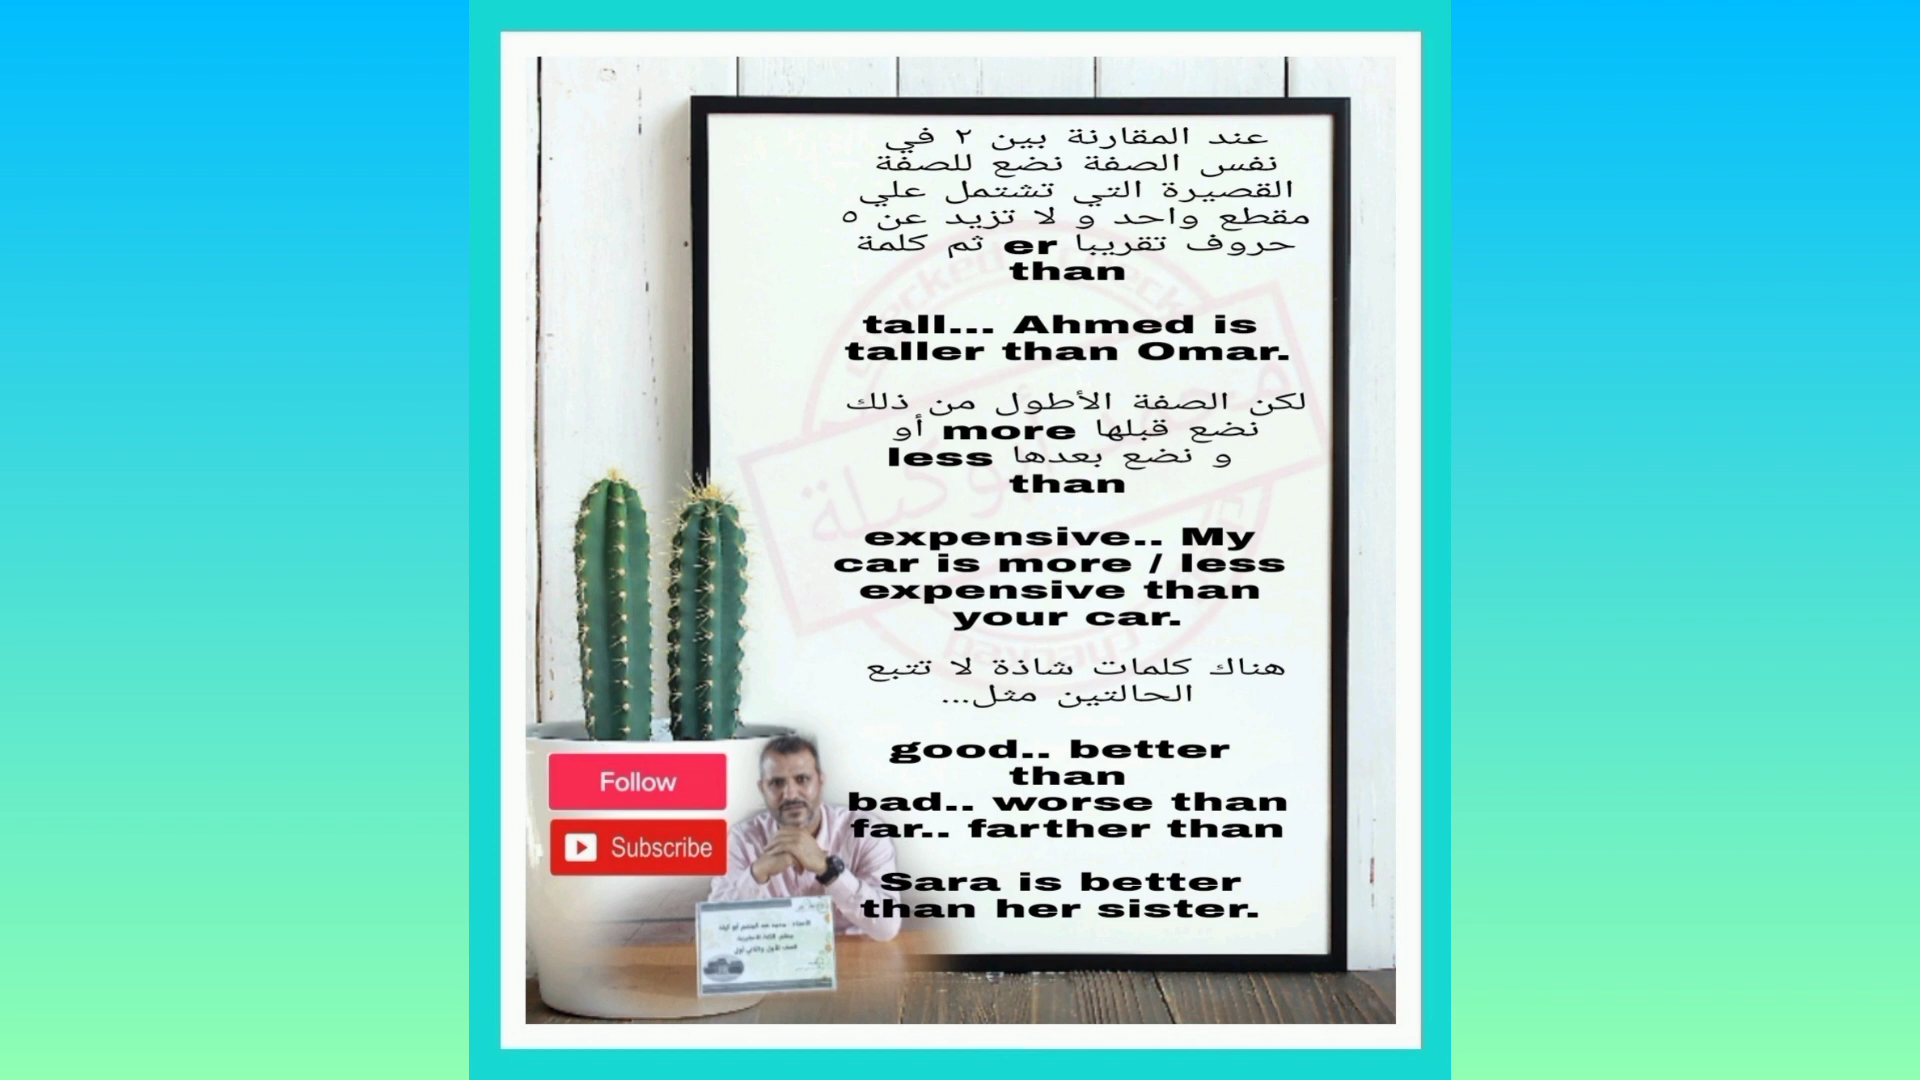 عند المقارنة بين ٢ في
نفس الصفة نضع للصفة
القصيرة التي تشتمل علي
مقطع واحد و لا تزيد عن ٥
حروف تقريبا er ثم كلمة
than
tall... Ahmed is
taller than Omar.
لكن الصفة الأطول من ذلك
نضع قبلها more أو
less و نضع بعدها
than
expensive.. My
car is more / less
expensive than
your car.
هناك كلمات شاذة لا تتبع
الحالتين مثل...
good.. better
than
bad.. worse than
far.. farther than
Sara is better
than her sister.
Follow
Subscribe
checked